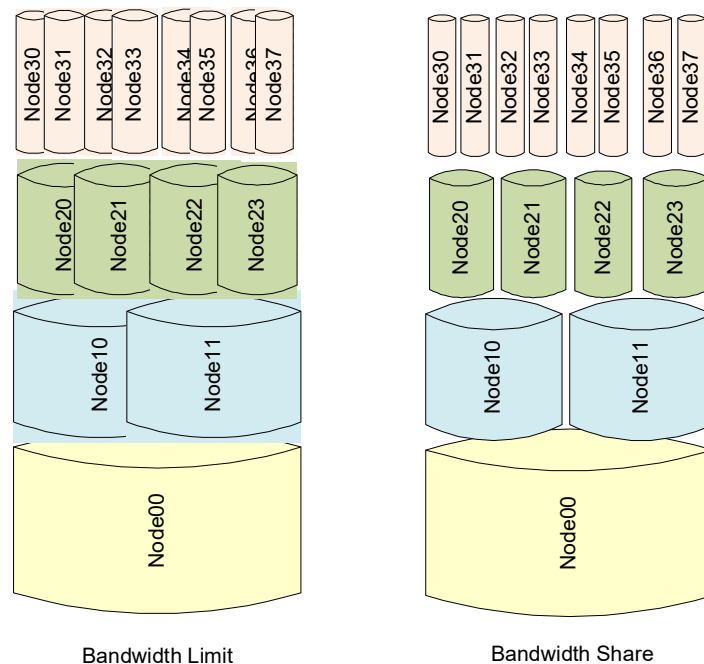 Node30
Node31
Node32
Node33
Node34
Node35
Node36
Node37
Node20
Node21
Node22
Node23
Node10
Node11
Node00
Bandwidth Limit
Node30
Node31
Node32
Node33
Node34
Node35
Node36
Node37
Node20
Node21
Node22
Node23
Node10
Node11
Node00
Bandwidth Share